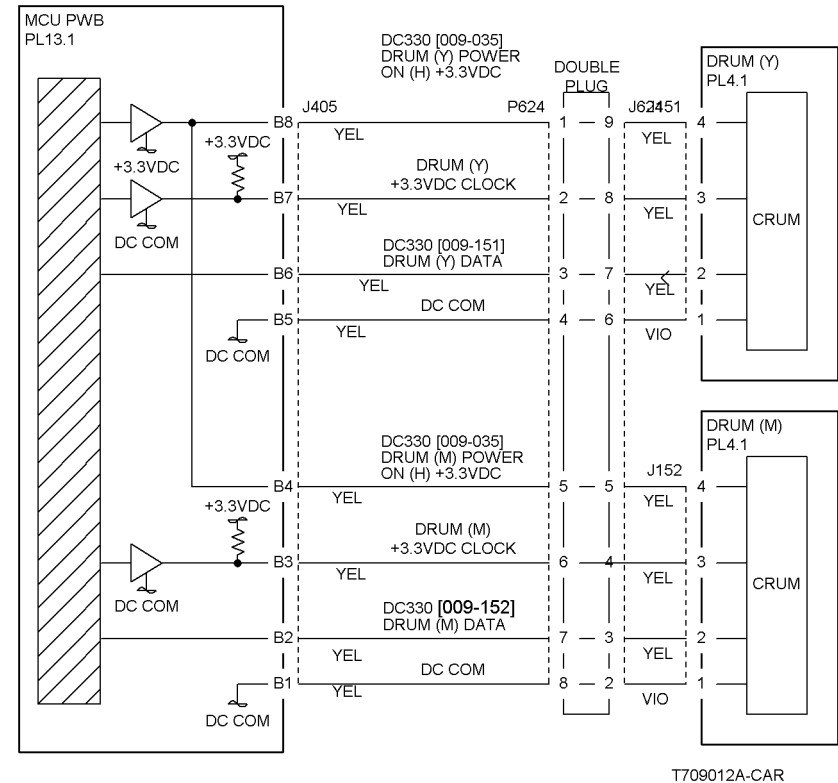 MCU PWB
PL13.1
DC330 [009-035]
DRUM (Y) POWER
ON (H) +3.3VDC
DOUBLE
PLUG
DRUM (Y)
PL4.1
J405
P624
J624
J151
B8
1
9
4
YEL
YEL
+3.3VDC
+3.3VDC
DRUM (Y)
+3.3VDC CLOCK
B7
2
8
3
YEL
YEL
CRUM
DC COM
DC330 [009-151]
DRUM (Y) DATA
B6
3
7
2
YEL
YEL
DC COM
B5
4
6
1
YEL
VIO
DC COM
DC330 [009-035]
DRUM (M) POWER
ON (H) +3.3VDC
DRUM (M)
PL4.1
J152
B4
5
5
4
YEL
YEL
+3.3VDC
DRUM (M)
+3.3VDC CLOCK
B3
6
4
3
YEL
YEL
CRUM
DC COM
DC330 [009-152]
DRUM (M) DATA
B2
7
3
2
YEL
YEL
DC COM
B1
8
2
1
YEL
VIO
DC COM
T709012A-CAR